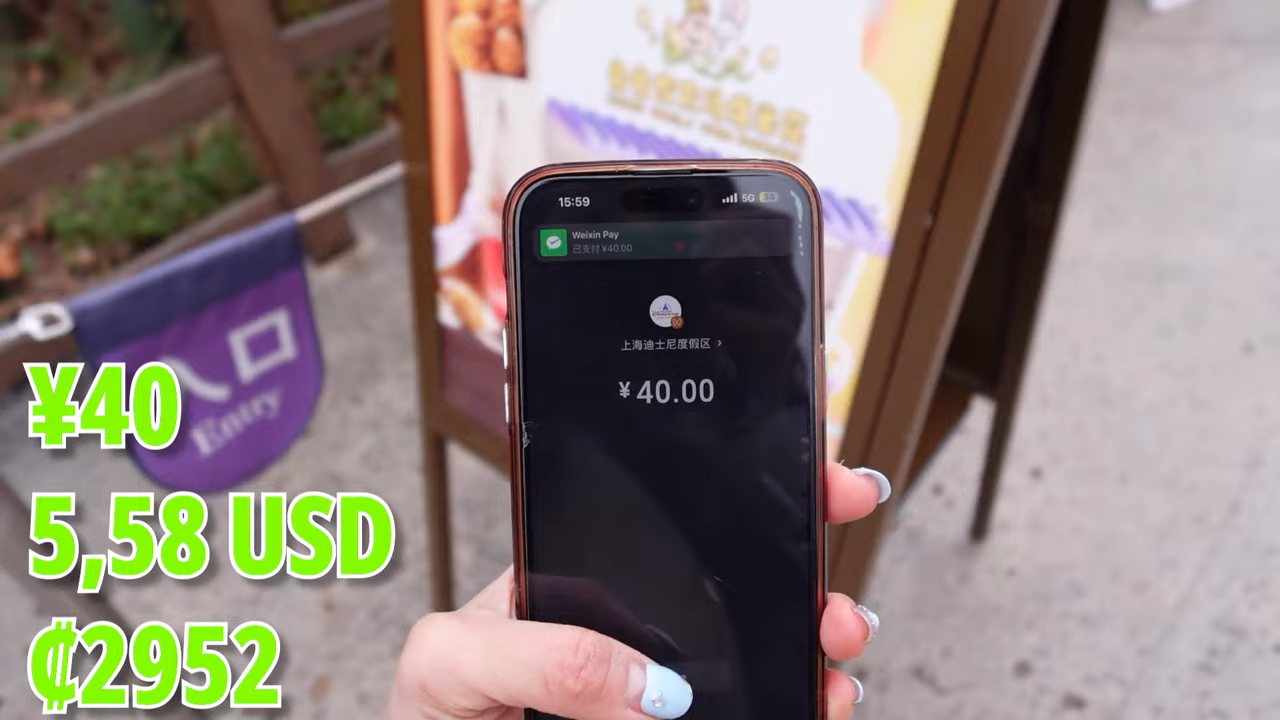 15:59
5G
Weixin Pay
已支付¥40.00
上海迪士尼度假区
¥40.00
入口
Entry
¥40
5,58 USD
₡2952